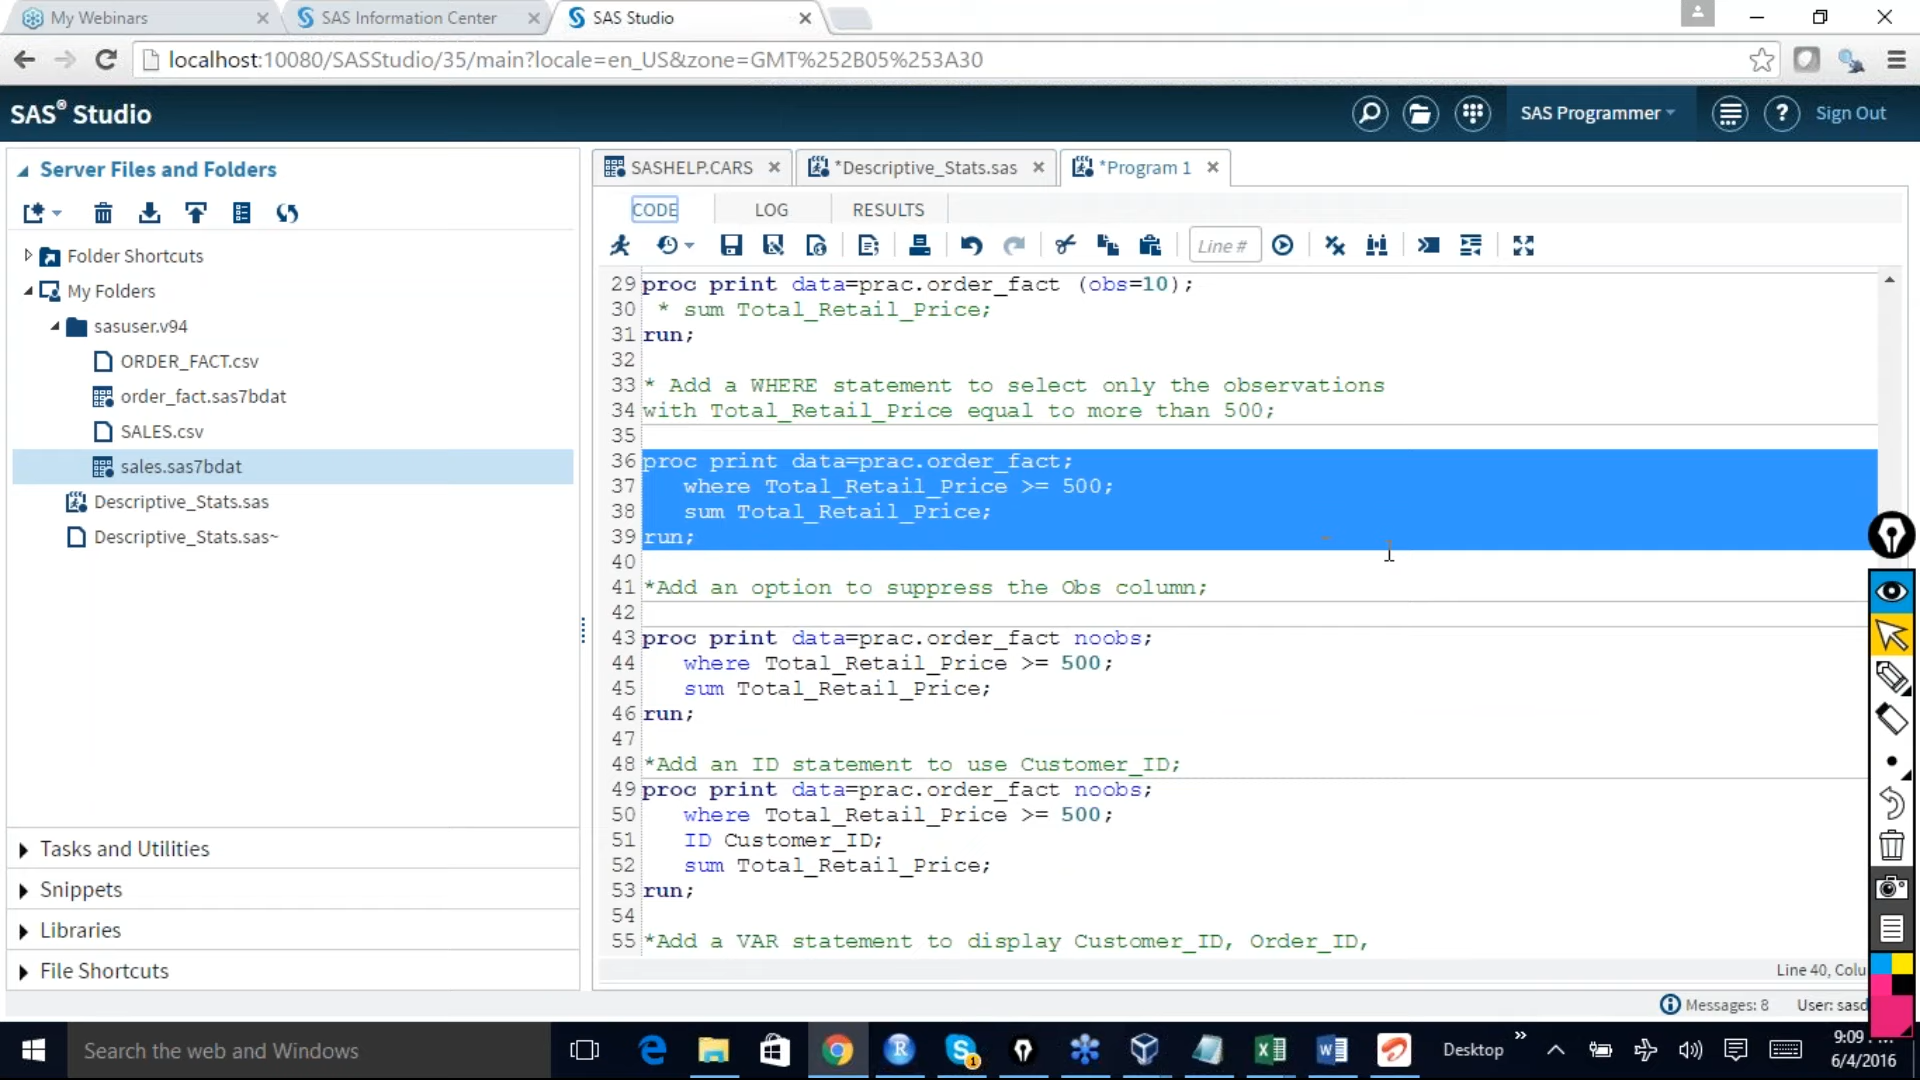 My Webinars
SAS Information Center
SAS Studio
localhost:10080/SASStudio/35/main?locale=en_US&zone=GMT%252B05%253A30
SAS® Studio
SAS Programmer
Sign Out
Server Files and Folders
Folder Shortcuts
My Folders
sasuser.v94
ORDER_FACT.csv
order_fact.sas7bdat
SALES.csv
sales.sas7bdat
Descriptive_Stats.sas
Descriptive_Stats.sas~
Tasks and Utilities
Snippets
Libraries
File Shortcuts
SASHELP.CARS
*Descriptive_Stats.sas
*Program 1
CODE
LOG
RESULTS
Line #
29 proc print data=prac.order_fact (obs=10);
30 * sum Total_Retail_Price;
31 run;
32
33 * Add a WHERE statement to select only the observations
34 with Total_Retail_Price equal to more than 500;
35
36 proc print data=prac.order_fact;
37 where Total_Retail_Price >= 500;
38 sum Total_Retail_Price;
39 run;
40
41 *Add an option to suppress the Obs column;
42
43 proc print data=prac.order_fact noobs;
44 where Total_Retail_Price >= 500;
45 sum Total_Retail_Price;
46 run;
47
48 *Add an ID statement to use Customer_ID;
49 proc print data=prac.order_fact noobs;
50 where Total_Retail_Price >= 500;
51 ID Customer_ID;
52 sum Total_Retail_Price;
53 run;
54
55 *Add a VAR statement to display Customer_ID, Order_ID,
Line 40, Colu
Messages: 8
User: sasd
Search the web and Windows
Desktop
9:09
6/4/2016